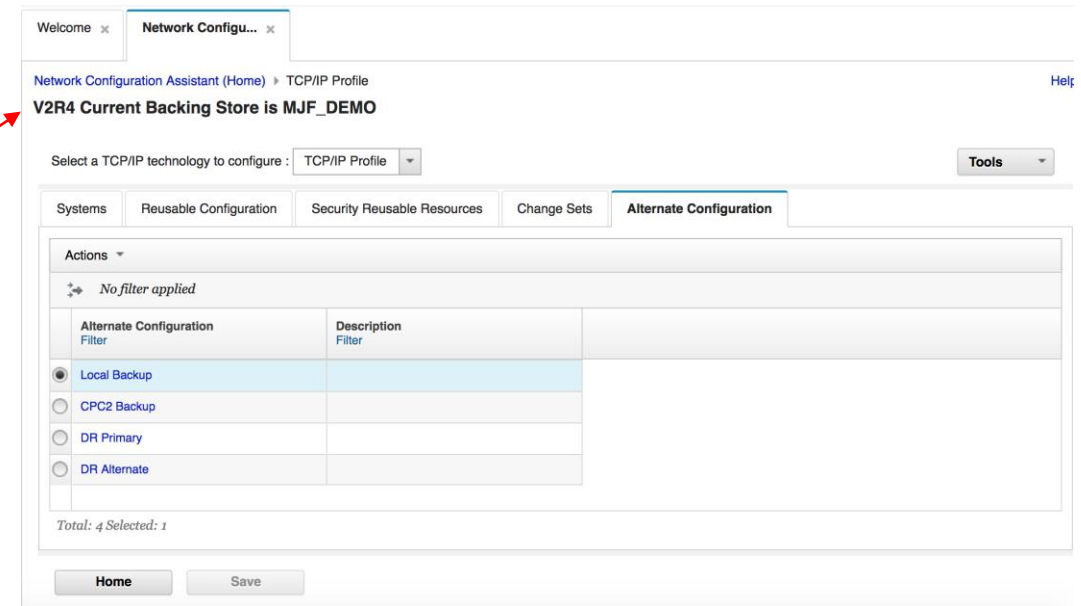 Welcome x Network Configu... x
Network Configuration Assistant (Home) TCP/IP Profile Help
V2R4 Current Backing Store is MJF_DEMO
Select a TCP/IP technology to configure : TCP/IP Profile Tools
Systems Reusable Configuration Security Reusable Resources Change Sets Alternate Configuration
Actions
No filter applied
Alternate Configuration Description
Filter Filter
Local Backup
CPC2 Backup
DR Primary
DR Alternate
Total: 4 Selected: 1
Home Save